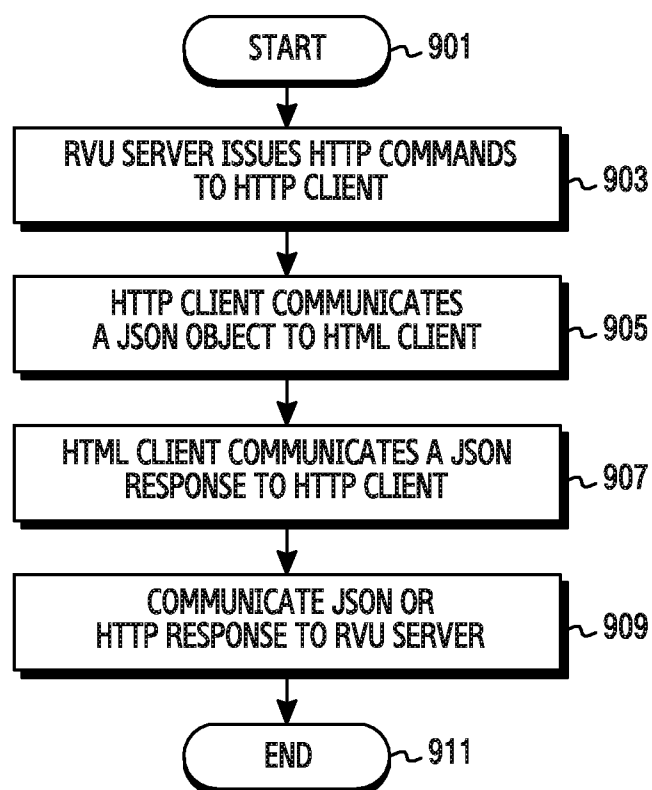 START
901
RVU SERVER ISSUES HTTP COMMANDS
TO HTTP CLIENT
903
HTTP CLIENT COMMUNICATES
A JSON OBJECT TO HTML CLIENT
905
HTML CLIENT COMMUNICATES A JSON
RESPONSE TO HTTP CLIENT
907
COMMUNICATE JSON OR
HTTP RESPONSE TO RVU SERVER
909
END
911